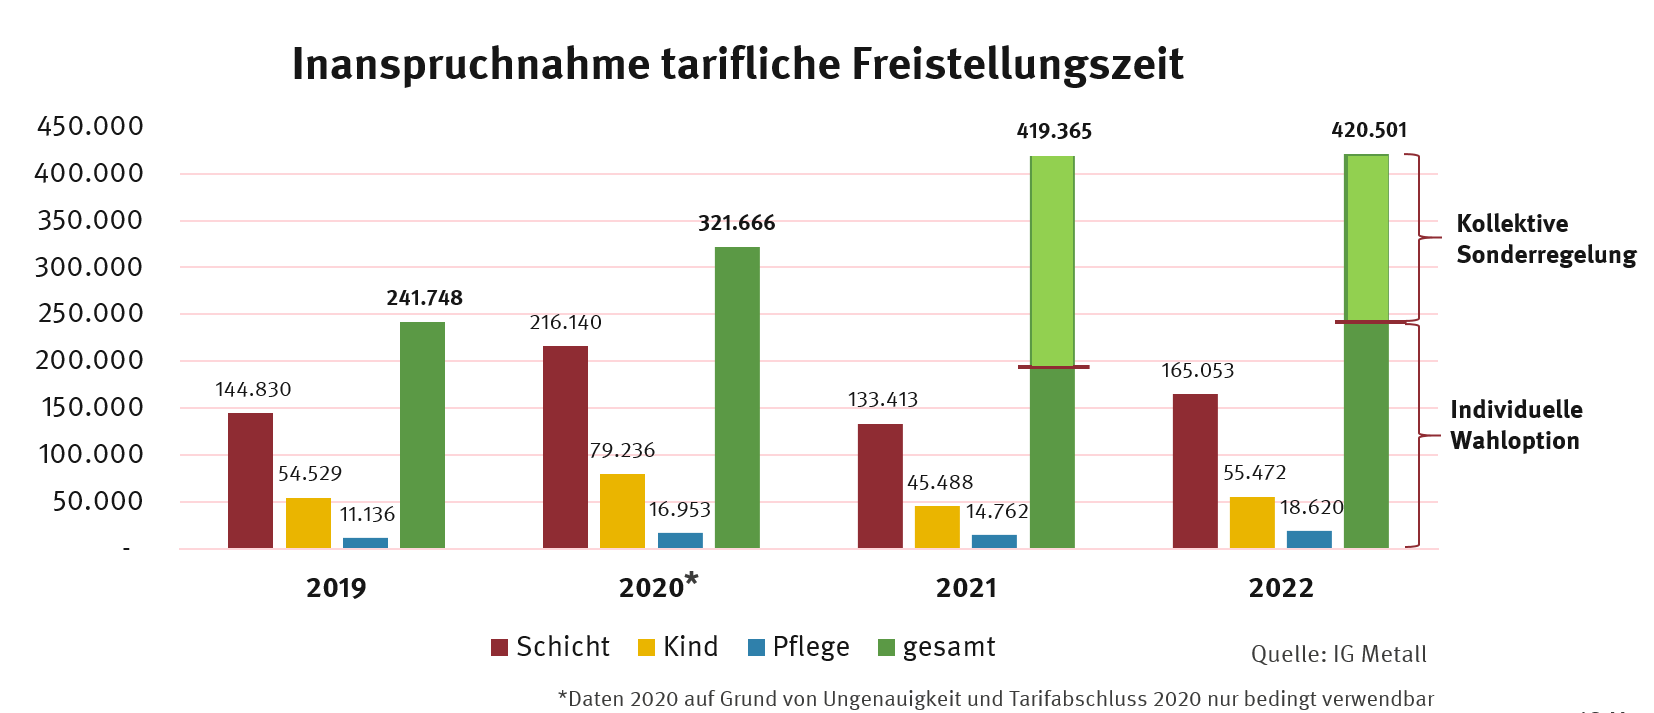 Inanspruchnahme tarifliche Freistellungszeit
450.000
400.000
350.000
300.000
250.000
200.000
150.000
100.000
50.000
-
144.830
54.529
11.136
241.748
216.140
79.236
16.953
321.666
133.413
45.488
14.762
419.365
165.053
55.472
18.620
420.501
Kollektive
Sonderregelung
Individuelle
Wahloption
2019
2020*
2021
2022
Schicht
Kind
Pflege
gesamt
Quelle: IG Metall
*Daten 2020 auf Grund von Ungenauigkeit und Tarifabschluss 2020 nur bedingt verwendbar